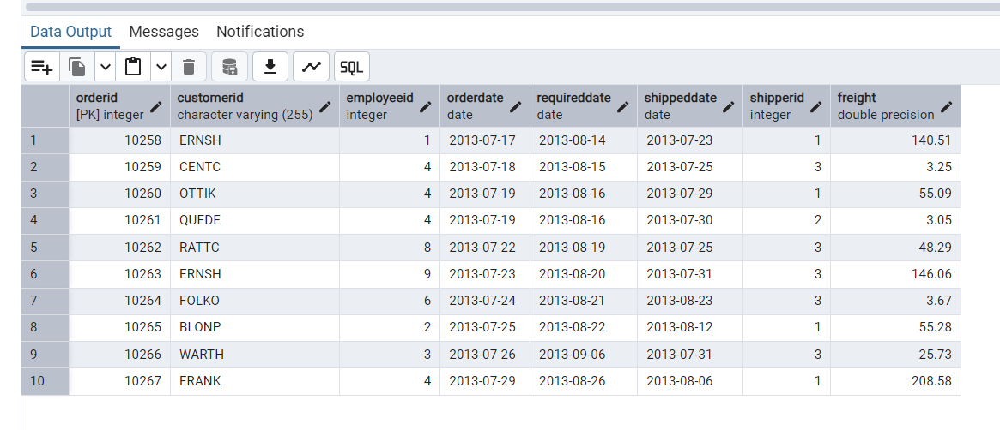 Data Output Messages Notifications
SQL
orderid customerid employeeid orderdate requireddate shippeddate shipperid freight
[PK] integer character varying (255) integer date date date integer double precision
1 10258 ERNSH 1 2013-07-17 2013-08-14 2013-07-23 1 140.51
2 10259 CENTC 4 2013-07-18 2013-08-15 2013-07-25 3 3.25
3 10260 OTTIK 4 2013-07-19 2013-08-16 2013-07-29 1 55.09
4 10261 QUEDE 4 2013-07-19 2013-08-16 2013-07-30 2 3.05
5 10262 RATTC 8 2013-07-22 2013-08-19 2013-07-25 3 48.29
6 10263 ERNSH 9 2013-07-23 2013-08-20 2013-07-31 3 146.06
7 10264 FOLKO 6 2013-07-24 2013-08-21 2013-08-23 3 3.67
8 10265 BLONP 2 2013-07-25 2013-08-22 2013-08-12 1 55.28
9 10266 WARTH 3 2013-07-26 2013-09-06 2013-07-31 3 25.73
10 10267 FRANK 4 2013-07-29 2013-08-26 2013-08-06 1 208.58